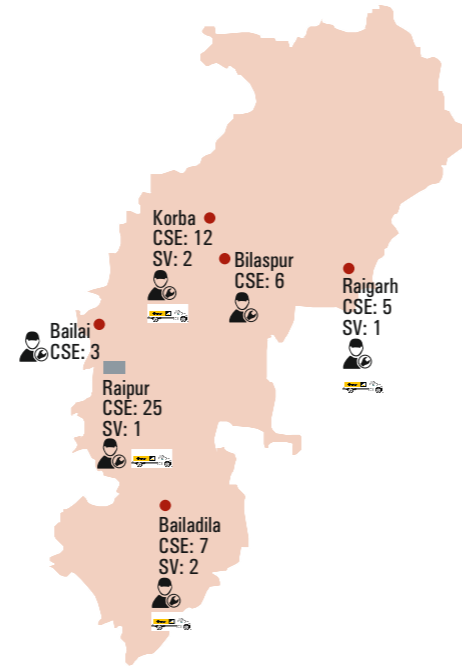 Korba
CSE: 12
SV: 2
Bilaspur
CSE: 6
Raigarh
CSE: 5
SV: 1
Bailai
CSE: 3
Raipur
CSE: 25
SV: 1
Bailadila
CSE: 7
SV: 2